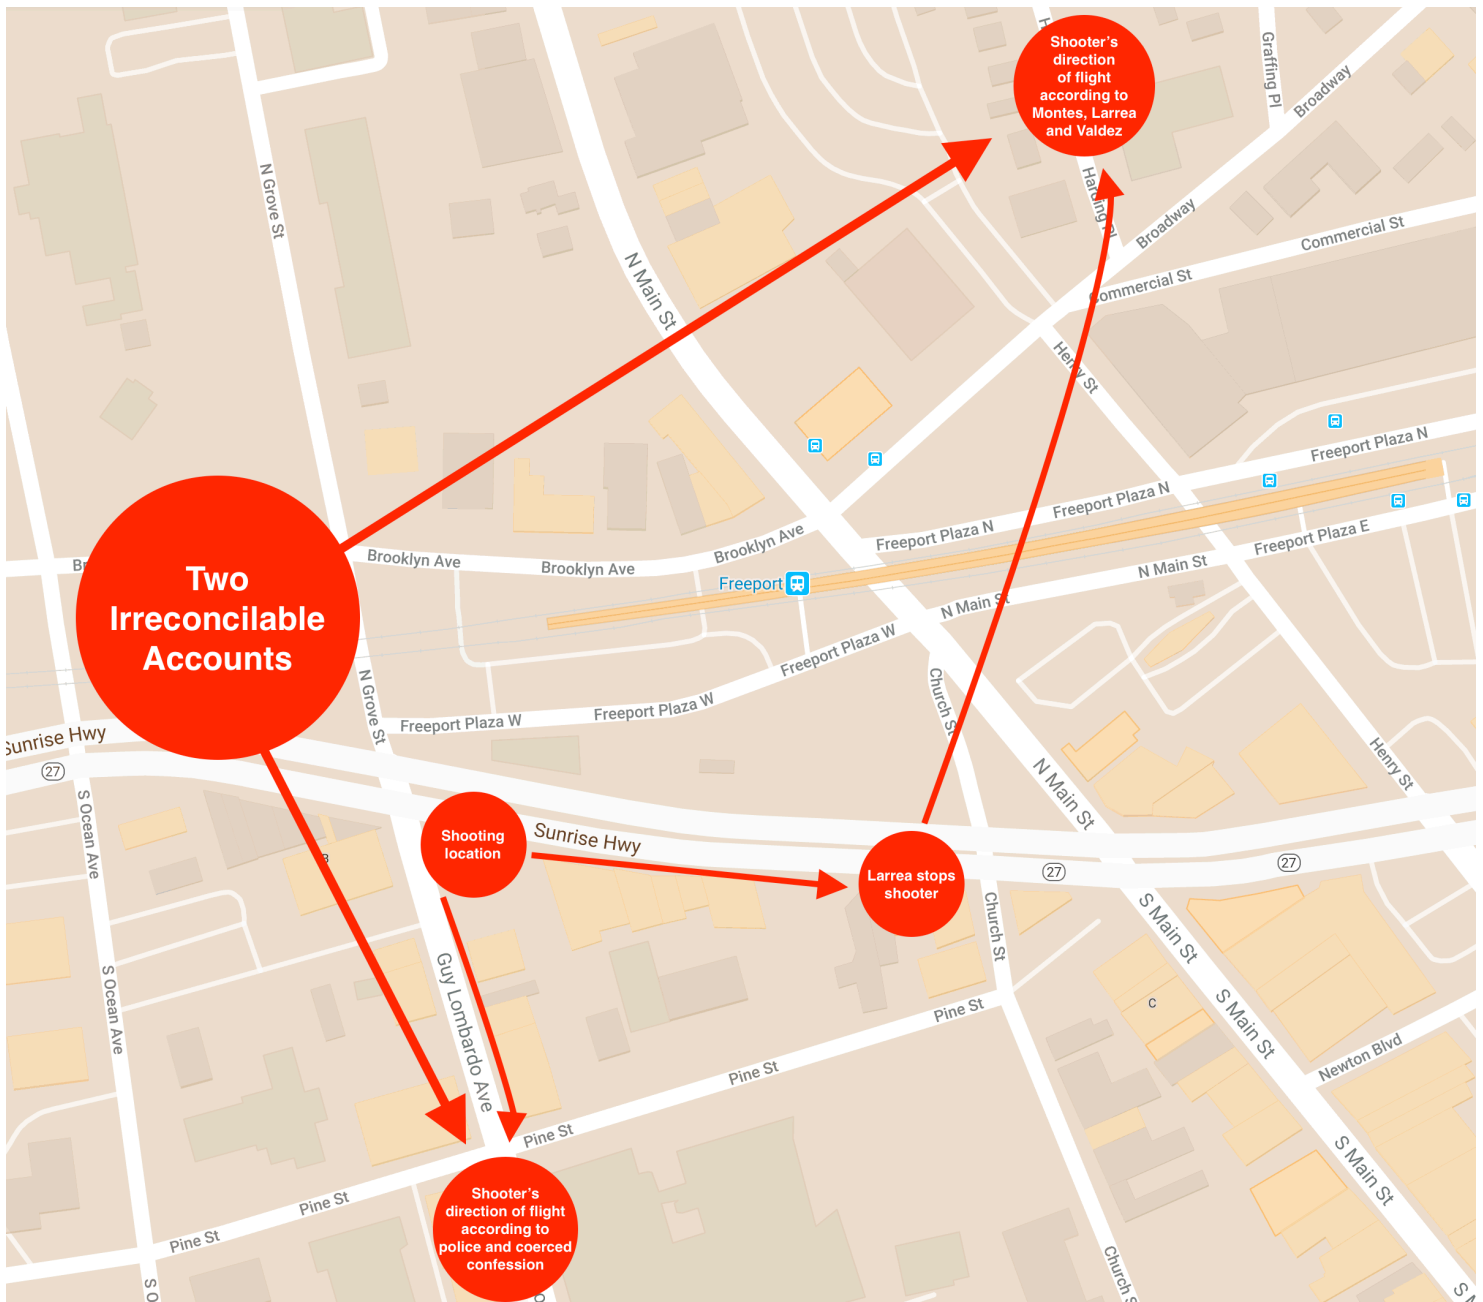 Shooter's
direction
of flight
according to
Montes, Larrea
and Valdez
Graffing Pl
Broadway
N Grove St
Harding Pl
Broadway
Commercial St
N Main St
Commercial St
Henry St
Freeport Plaza N
Freeport Plaza N
Freeport Plaza N
Brooklyn Ave
Brooklyn Ave
Brooklyn Ave
Freeport Plaza E
N Main St
Freeport
N Main St
Two
Irreconcilable
Accounts
Freeport Plaza W
Church St
N Grove St
Freeport Plaza W
Freeport Plaza W
Sunrise Hwy
27
N Main St
Henry St
S Ocean Ave
Shooting
location
Sunrise Hwy
Larrea stops
shooter
27
27
Church St
S Main St
S Ocean Ave
Guy Lombardo Ave
Pine St
C
S Main St
Newton Blvd
Pine St
Pine St
S Main St
Pine St
Pine St
Shooter's
direction of flight
according to
police and coerced
confession
Church S